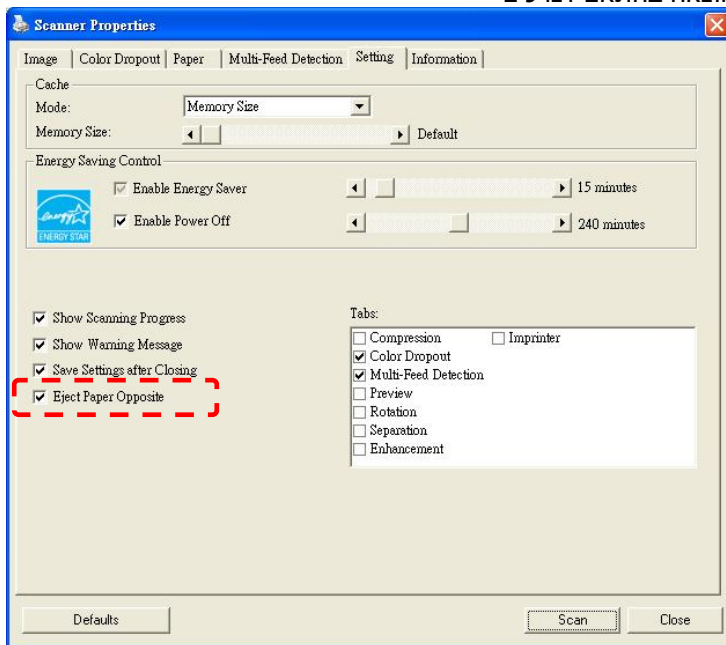 Scanner Properties
Image Color Dropout Paper Multi-Feed Detection Setting Information
Cache
Mode: Memory Size
Memory Size: Default
Energy Saving Control
Enable Energy Saver 15 minutes
Enable Power Off 240 minutes
energy
ENERGY STAR
Show Scanning Progress
Show Warning Message
Save Settings after Closing
Eject Paper Opposite
Tabs:
Compression Imprinter
Color Dropout
Multi-Feed Detection
Preview
Rotation
Separation
Enhancement
Defaults Scan Close